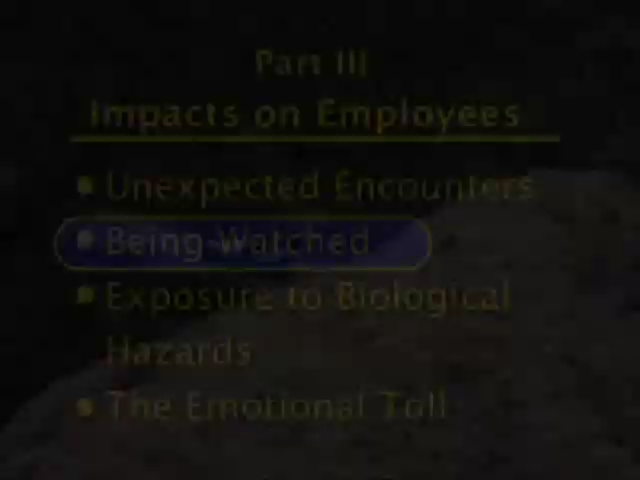 Part III
Impacts on Employees
• Unexpected Encounters
• Being Watched
• Exposure to Biological
Hazards
• The Emotional Toll